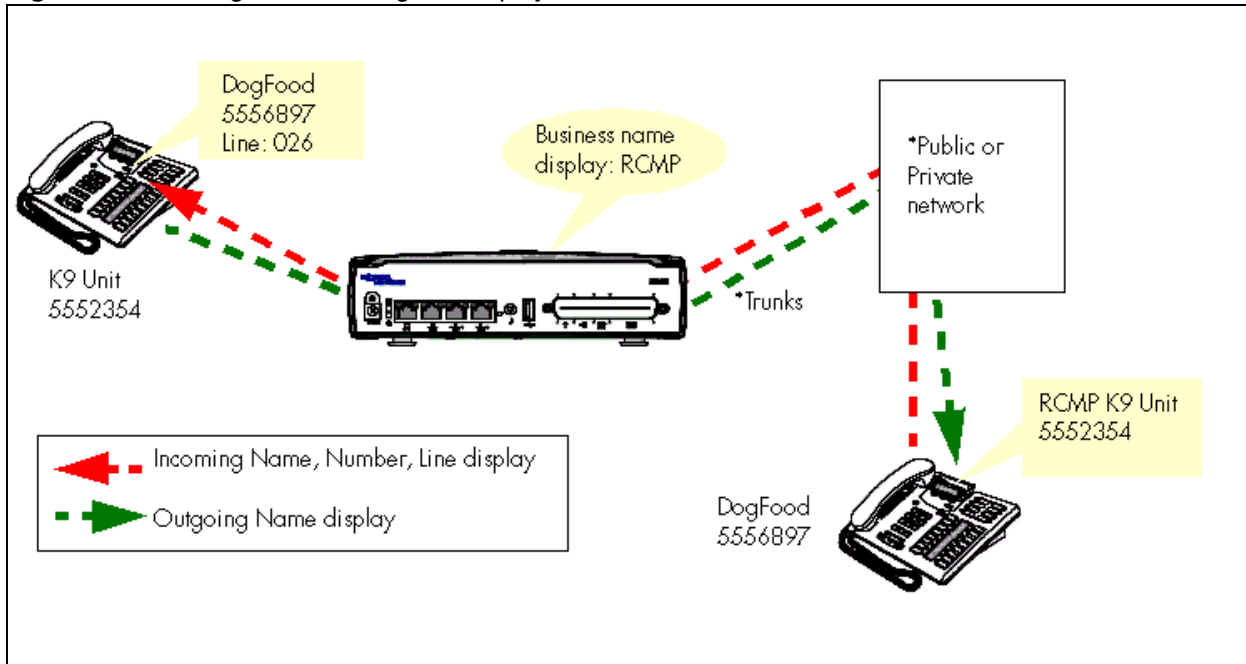 DogFood
5556897
Line: 026
Business name
display: RCMP
*Public or
Private
network
K9 Unit
5552354
*Trunks
RCMP K9 Unit
5552354
Incoming Name, Number, Line display
Outgoing Name display
DogFood
5556897